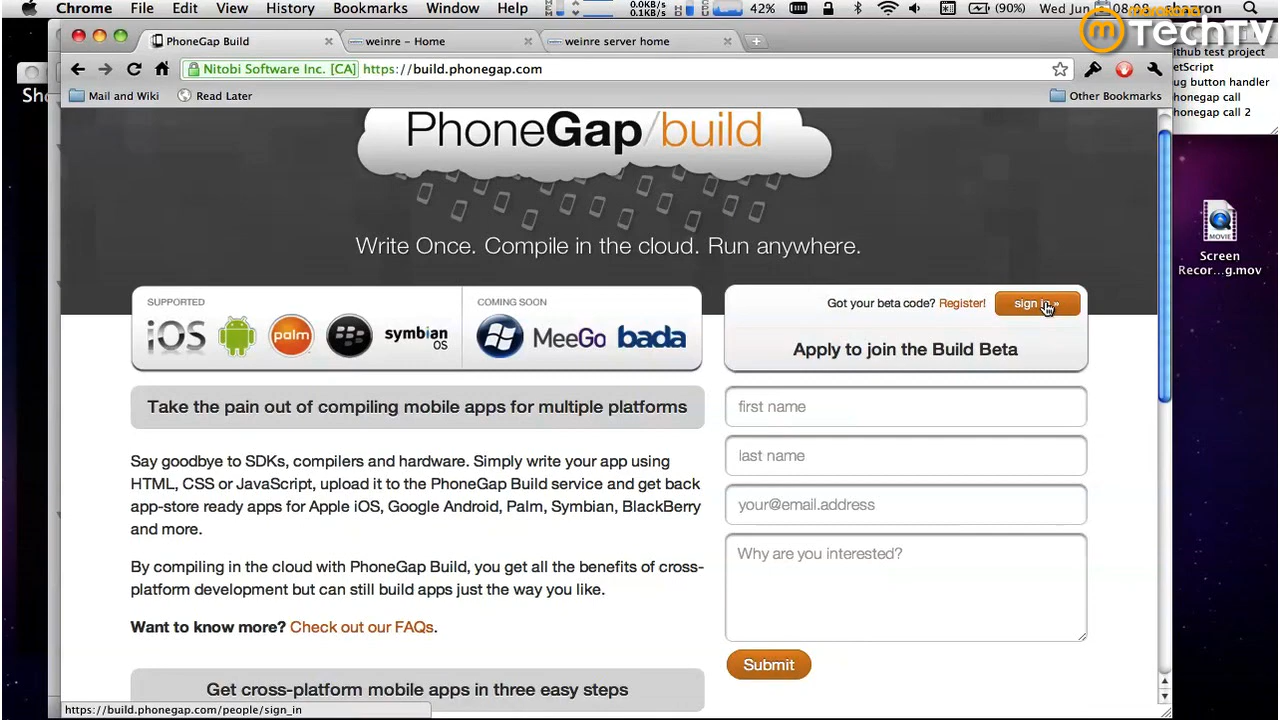 Chrome File Edit View History Bookmarks Window Help
0.0KB/s
0.1KB/s
42%
(90%)
Wed Jun
sharron
MOTOROLA
TechTV
PhoneGap Build
weinre – Home
weinre server home
Nitobi Software Inc. [CA] https://build.phonegap.com
Mail and Wiki
Read Later
Other Bookmarks
github test project
etScript
ug button handler
honegap call
honegap call 2
Sho
PhoneGap/build
Write Once. Compile in the cloud. Run anywhere.
SUPPORTED
iOS
palm
symbian
OS
COMING SOON
MeeGo
bada
Got your beta code? Register!
sign in »
Apply to join the Build Beta
Take the pain out of compiling mobile apps for multiple platforms
Say goodbye to SDKs, compilers and hardware. Simply write your app using
HTML, CSS or JavaScript, upload it to the PhoneGap Build service and get back
app-store ready apps for Apple iOS, Google Android, Palm, Symbian, BlackBerry
and more.
By compiling in the cloud with PhoneGap Build, you get all the benefits of cross-
platform development but can still build apps just the way you like.
Want to know more? Check out our FAQs.
Get cross-platform mobile apps in three easy steps
first name
last name
your@email.address
Why are you interested?
Submit
MOVIE
Screen
Recor...g.mov
https://build.phonegap.com/people/sign_in